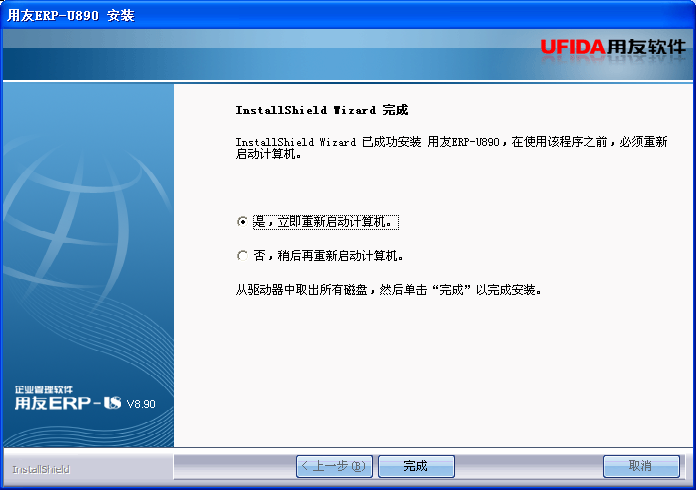 用友ERP-U890 安装
UFIDA用友软件
InstallShield Wizard 完成
InstallShield Wizard 已成功安装 用友ERP-U890，在使用该程序之前，必须重新
启动计算机。
是，立即重新启动计算机。
否，稍后再重新启动计算机。
从驱动器中取出所有磁盘，然后单击“完成”以完成安装。
企业管理软件
用友ERP-U8 V8.90
InstallShield
< 上一步(B)
完成
取消